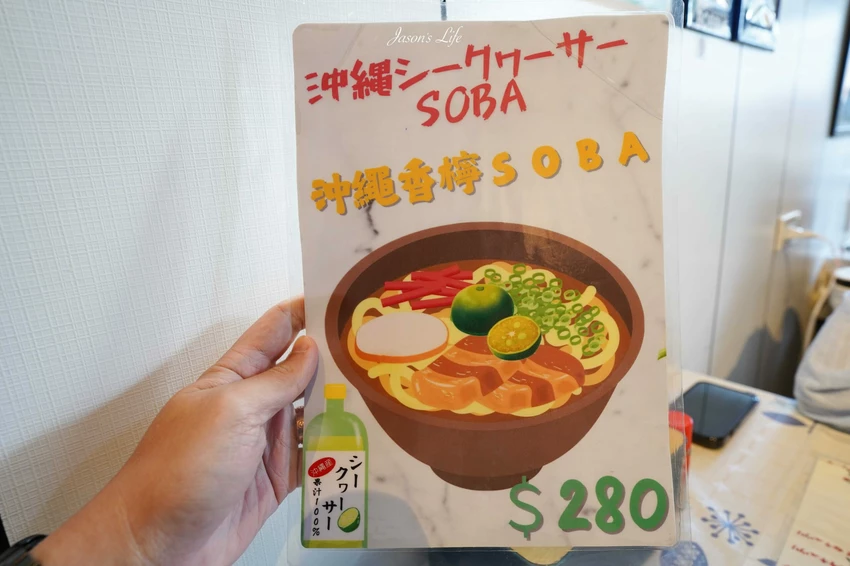 Jason's Life
沖縄シークヮーサー
SOBA
沖繩香檸SOBA
沖縄産
シークヮーサー
果汁100%
$280